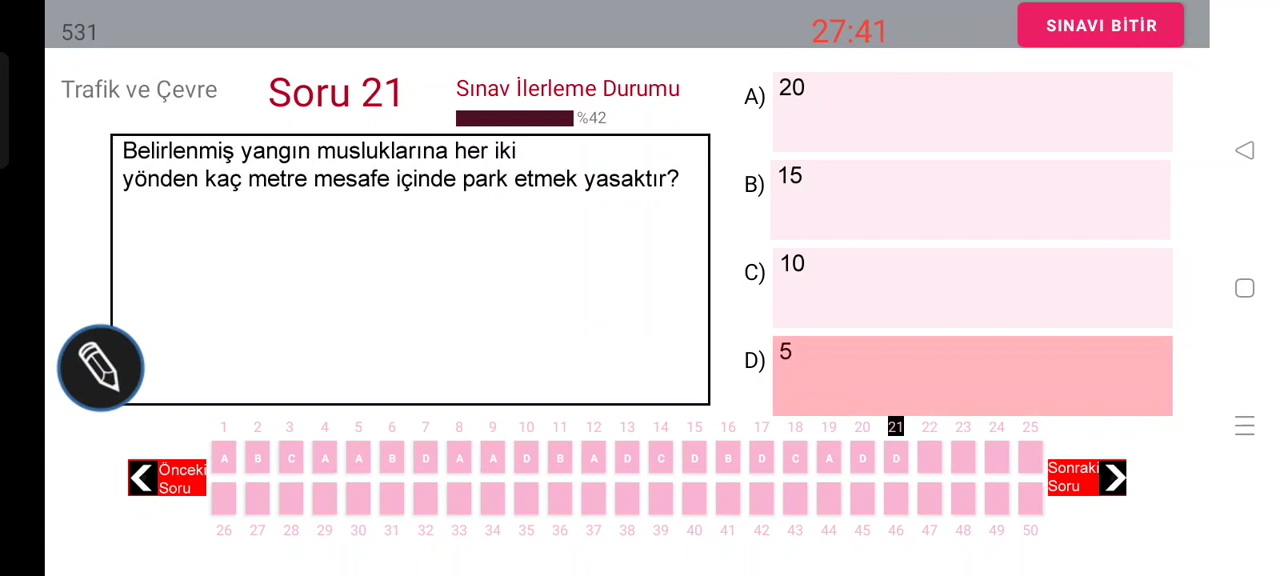 531
27:41
SINAVI BİTİR
Trafik ve Çevre
Soru 21
Sınav İlerleme Durumu
%42
Belirlenmiş yangın musluklarına her iki
yönden kaç metre mesafe içinde park etmek yasaktır?
A) 20
B) 15
C) 10
D) 5
1 2 3 4 5 6 7 8 9 10 11 12 13 14 15 16 17 18 19 20 21 22 23 24 25
A B C A A B D A A D B A D C D B D C A D D
Önceki
Soru
Sonraki
Soru
26 27 28 29 30 31 32 33 34 35 36 37 38 39 40 41 42 43 44 45 46 47 48 49 50